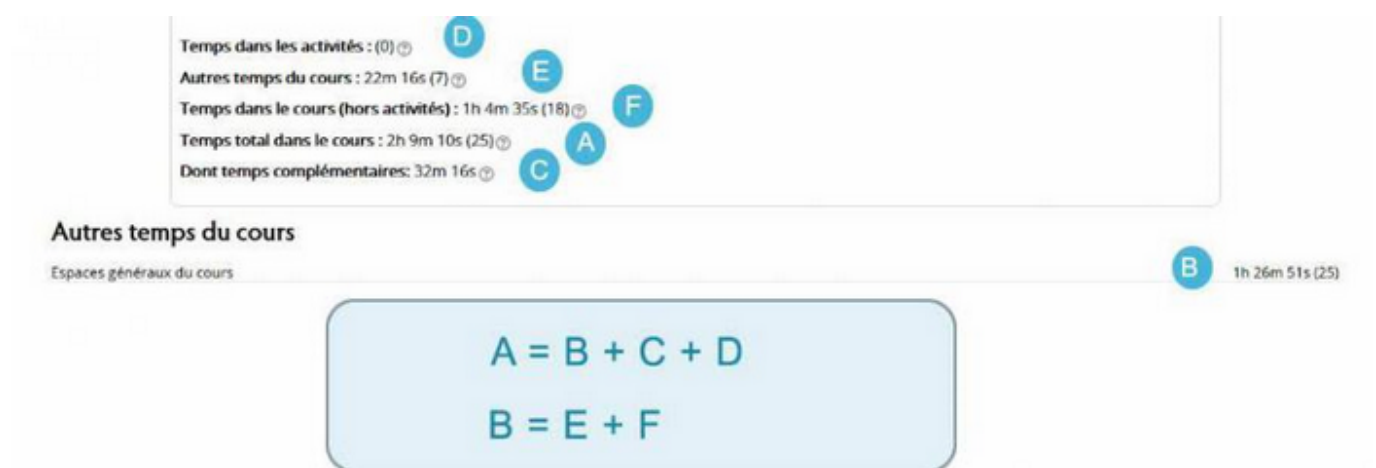 Temps dans les activités : (0) ? D
Autres temps du cours : 22m 16s (7) ? E
Temps dans le cours (hors activités) : 1h 4m 35s (18) ? F
Temps total dans le cours : 2h 9m 10s (25) ? A
Dont temps complémentaires: 32m 16s ? C
Autres temps du cours
Espaces généraux du cours B 1h 26m 51s (25)
A = B + C + D
B = E + F